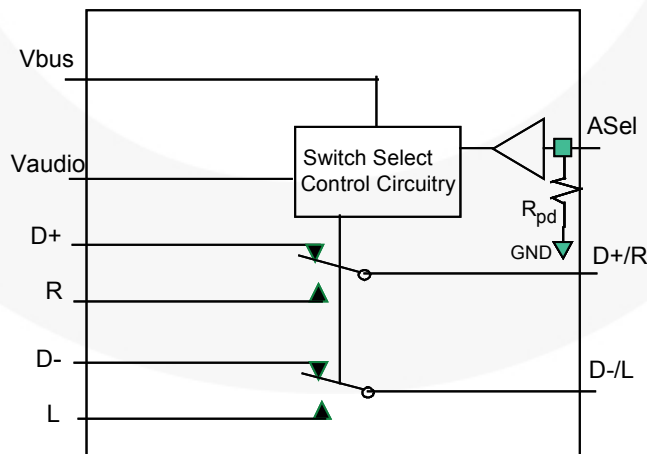 Vbus
ASel
Vaudio
Switch Select
Control Circuitry
Rpd
GND
D+
D+/R
R
D-
D-/L
L